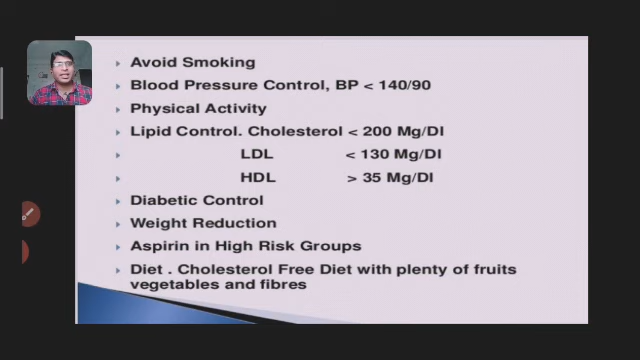 Avoid Smoking
Blood Pressure Control, BP < 140/90
Physical Activity
Lipid Control. Cholesterol < 200 Mg/Dl
LDL < 130 Mg/Dl
HDL > 35 Mg/Dl
Diabetic Control
Weight Reduction
Aspirin in High Risk Groups
Diet . Cholesterol Free Diet with plenty of fruits
vegetables and fibres